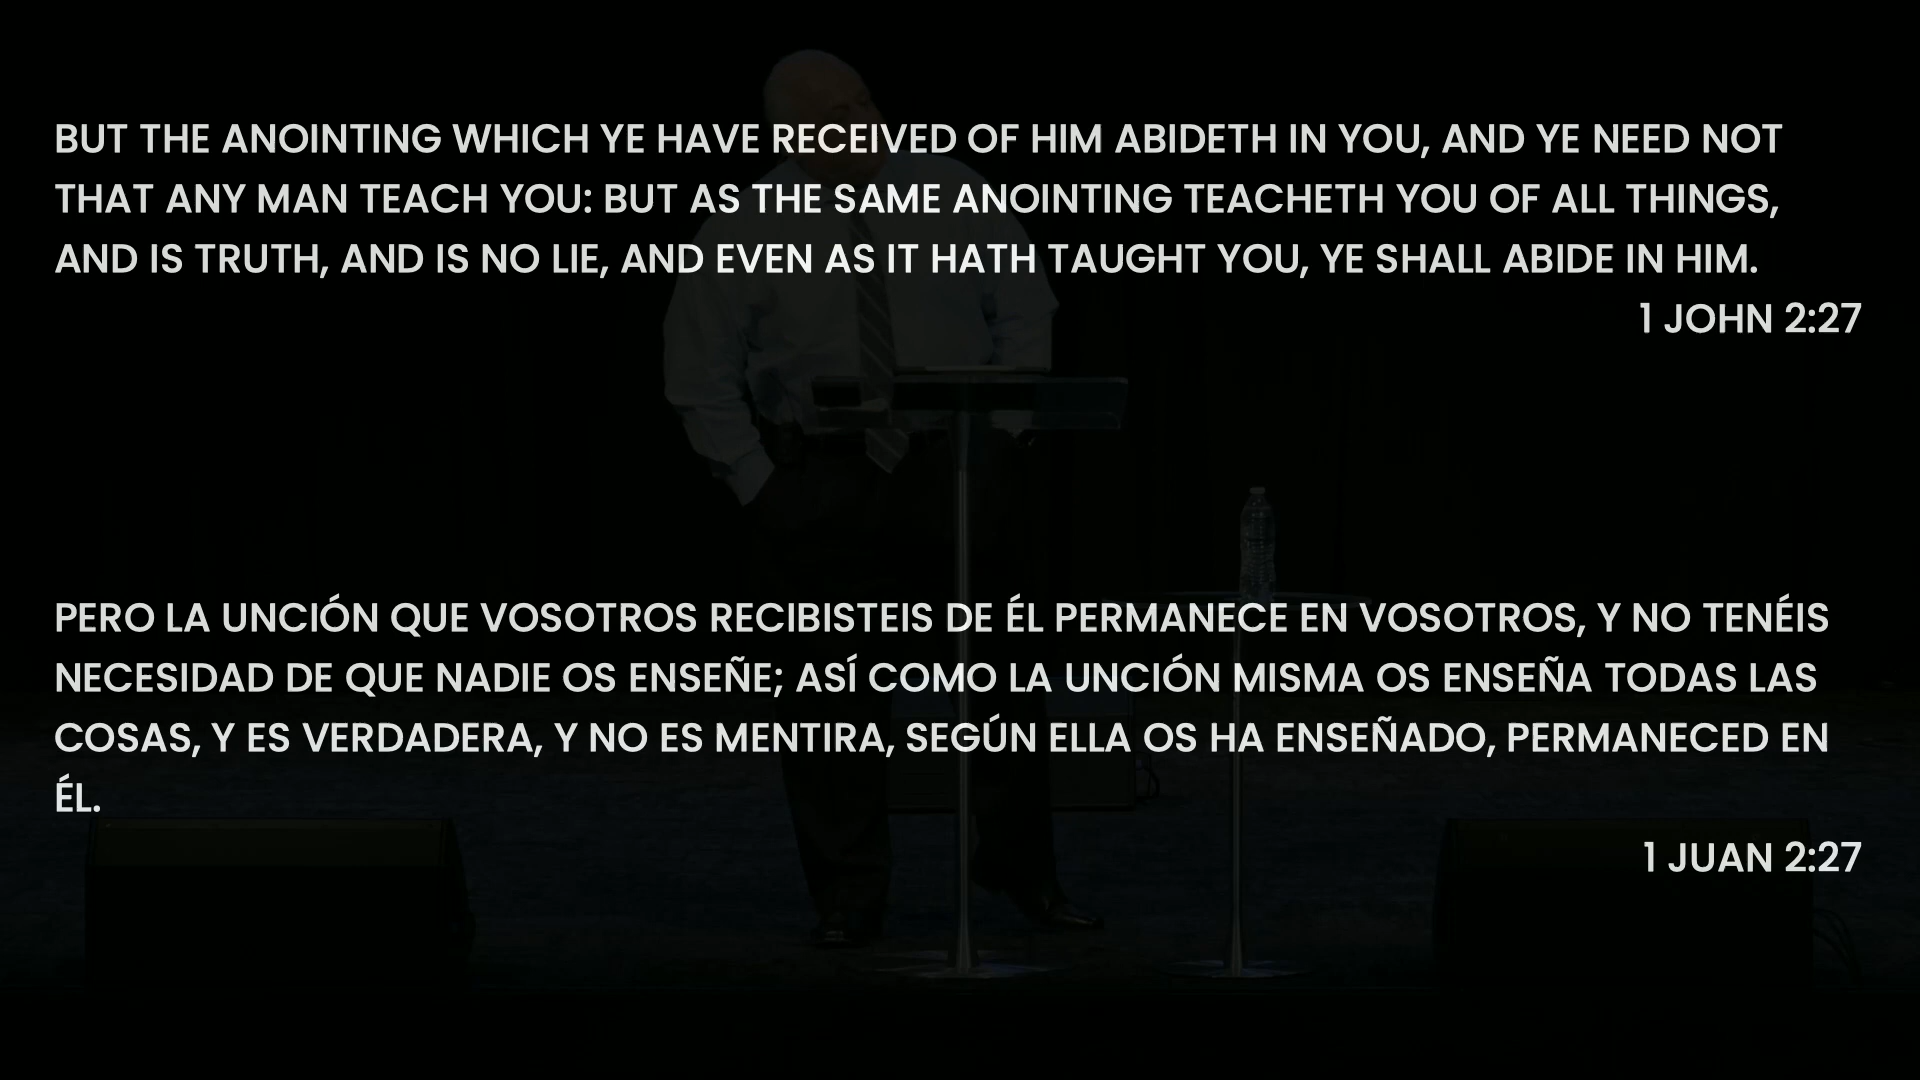 BUT THE ANOINTING WHICH YE HAVE RECEIVED OF HIM ABIDETH IN YOU, AND YE NEED NOT
THAT ANY MAN TEACH YOU: BUT AS THE SAME ANOINTING TEACHETH YOU OF ALL THINGS,
AND IS TRUTH, AND IS NO LIE, AND EVEN AS IT HATH TAUGHT YOU, YE SHALL ABIDE IN HIM.
1 JOHN 2:27
PERO LA UNCIÓN QUE VOSOTROS RECIBISTEIS DE ÉL PERMANECE EN VOSOTROS, Y NO TENÉIS
NECESIDAD DE QUE NADIE OS ENSEÑE; ASÍ COMO LA UNCIÓN MISMA OS ENSEÑA TODAS LAS
COSAS, Y ES VERDADERA, Y NO ES MENTIRA, SEGÚN ELLA OS HA ENSEÑADO, PERMANECED EN
ÉL.
1 JUAN 2:27